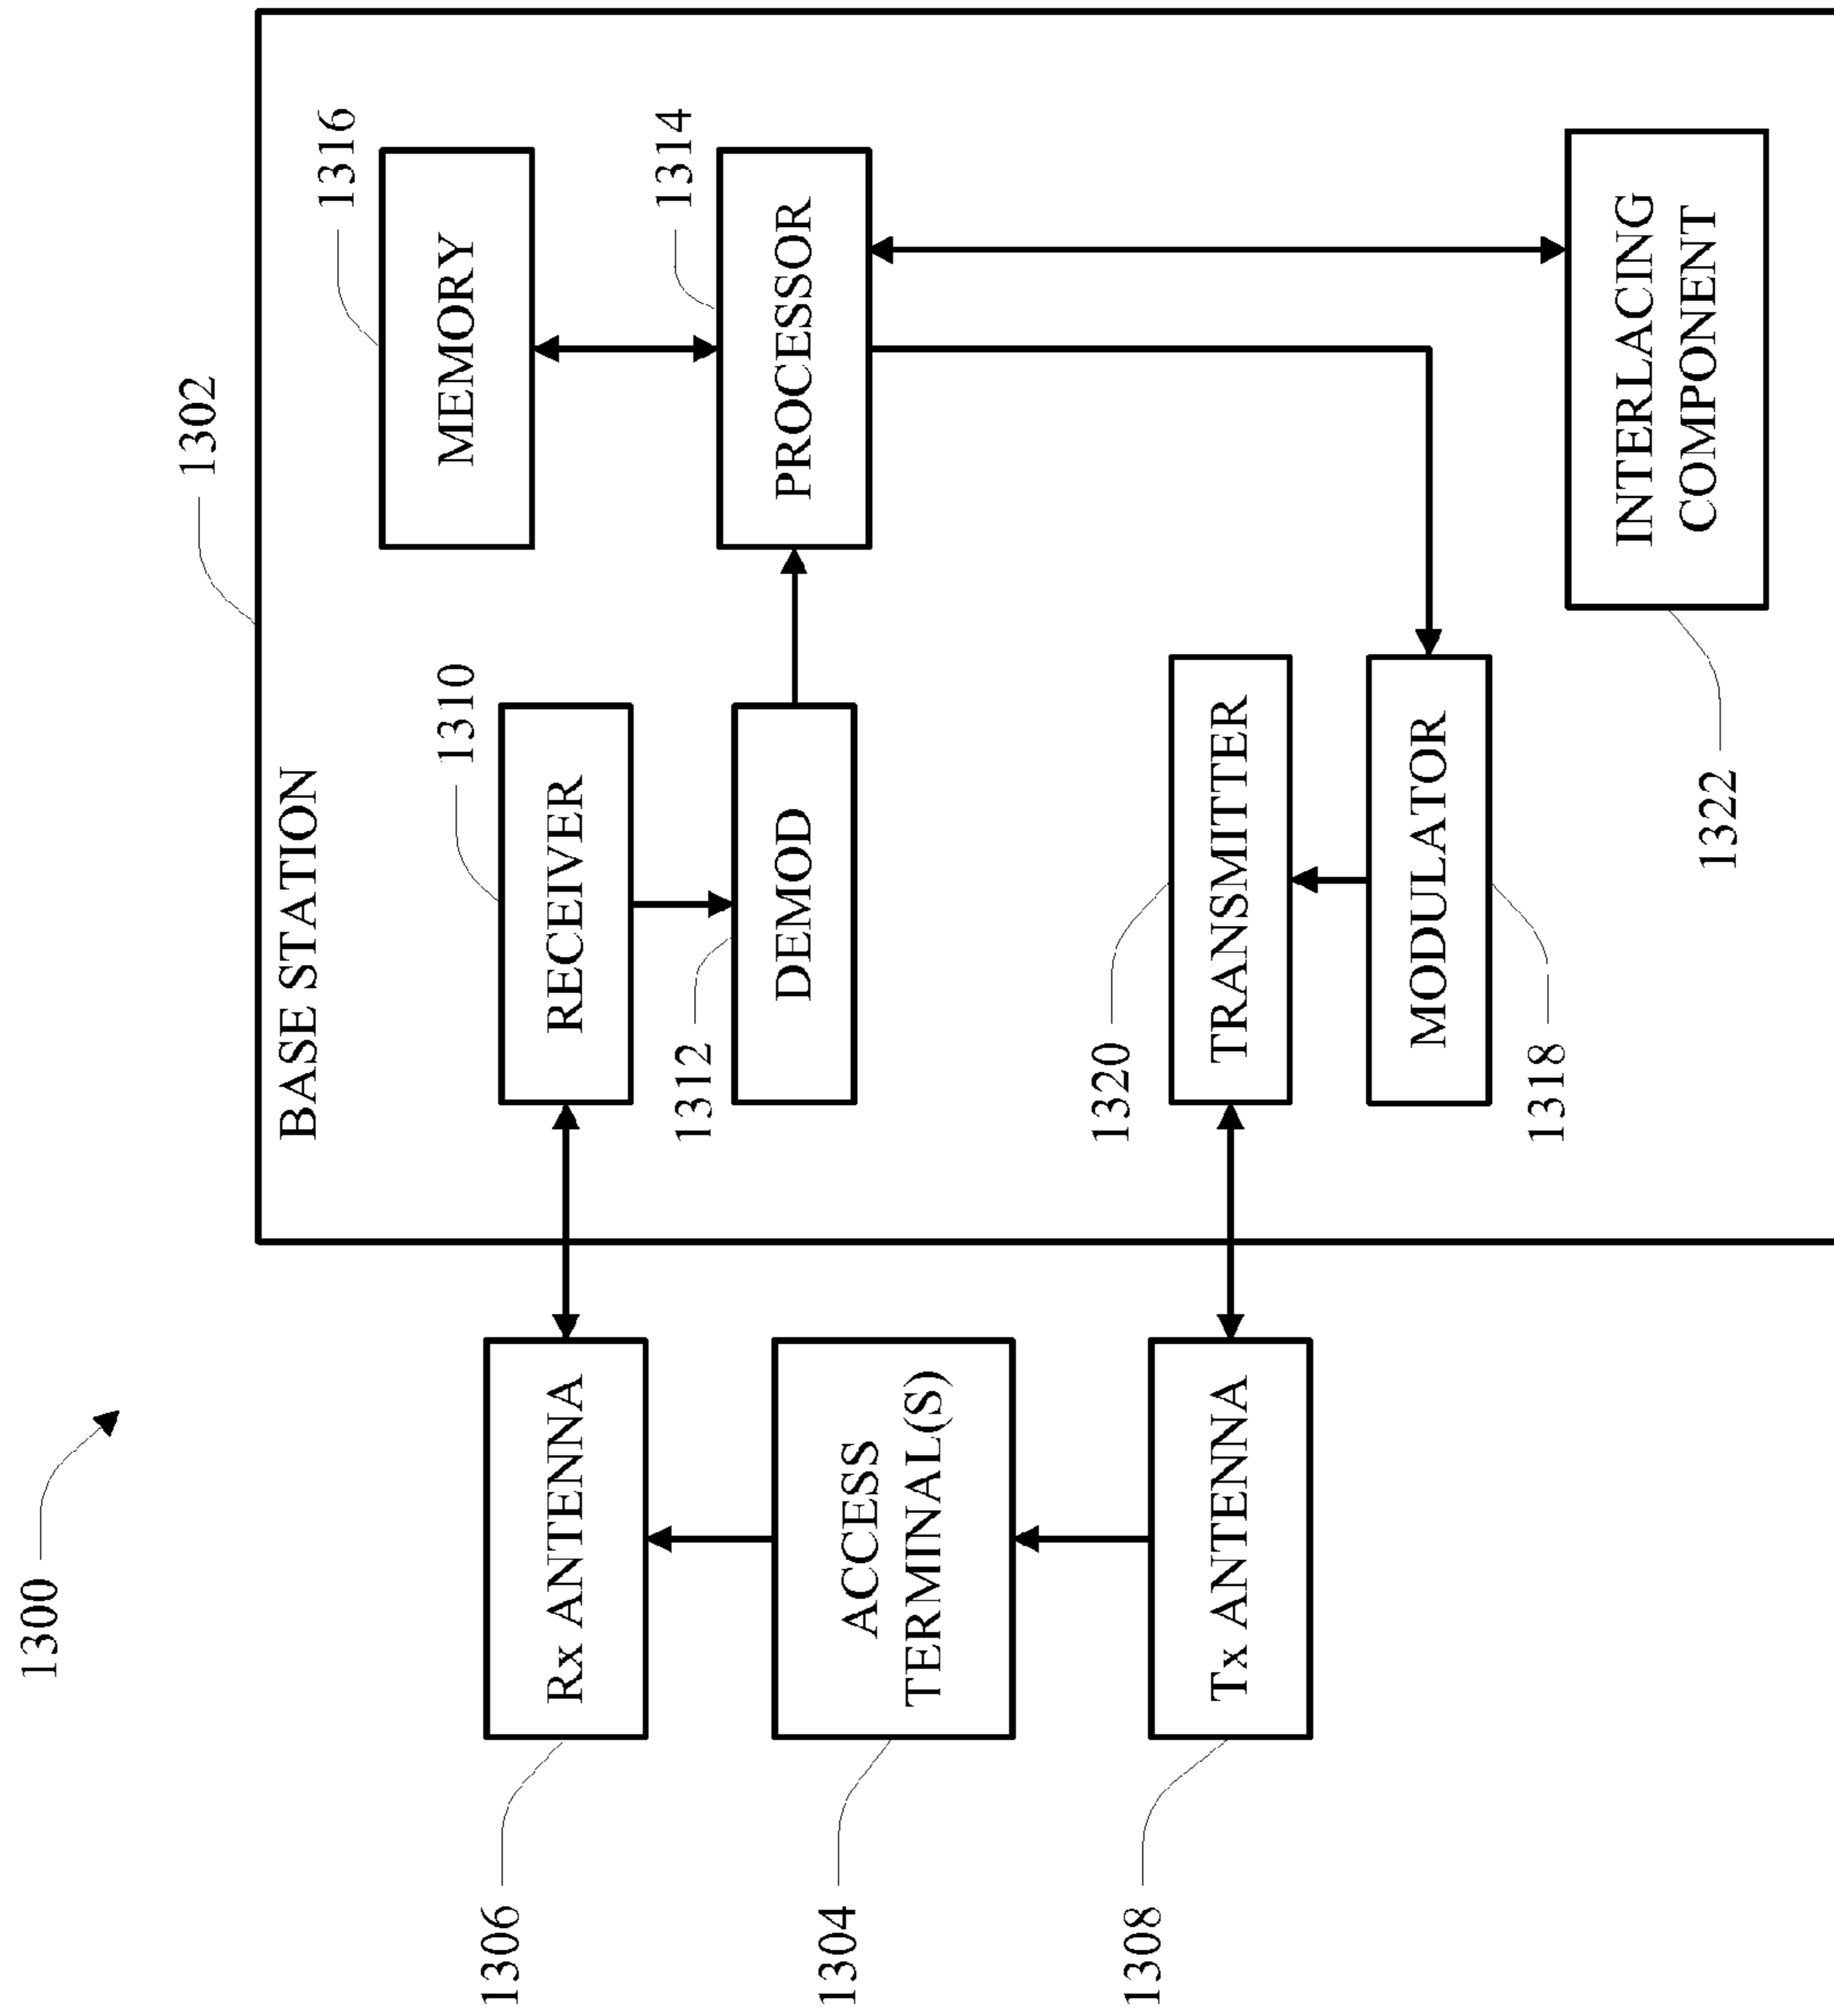 1300
1302
BASE STATION
1316
MEMORY
1306
Rx ANTENNA
1310
RECEIVER
1314
PROCESSOR
1312
DEMOD
1304
ACCESS
TERMINAL(S)
1308
Tx ANTENNA
1320
TRANSMITTER
MODULATOR
1318
INTERLACING
COMPONENT
1322